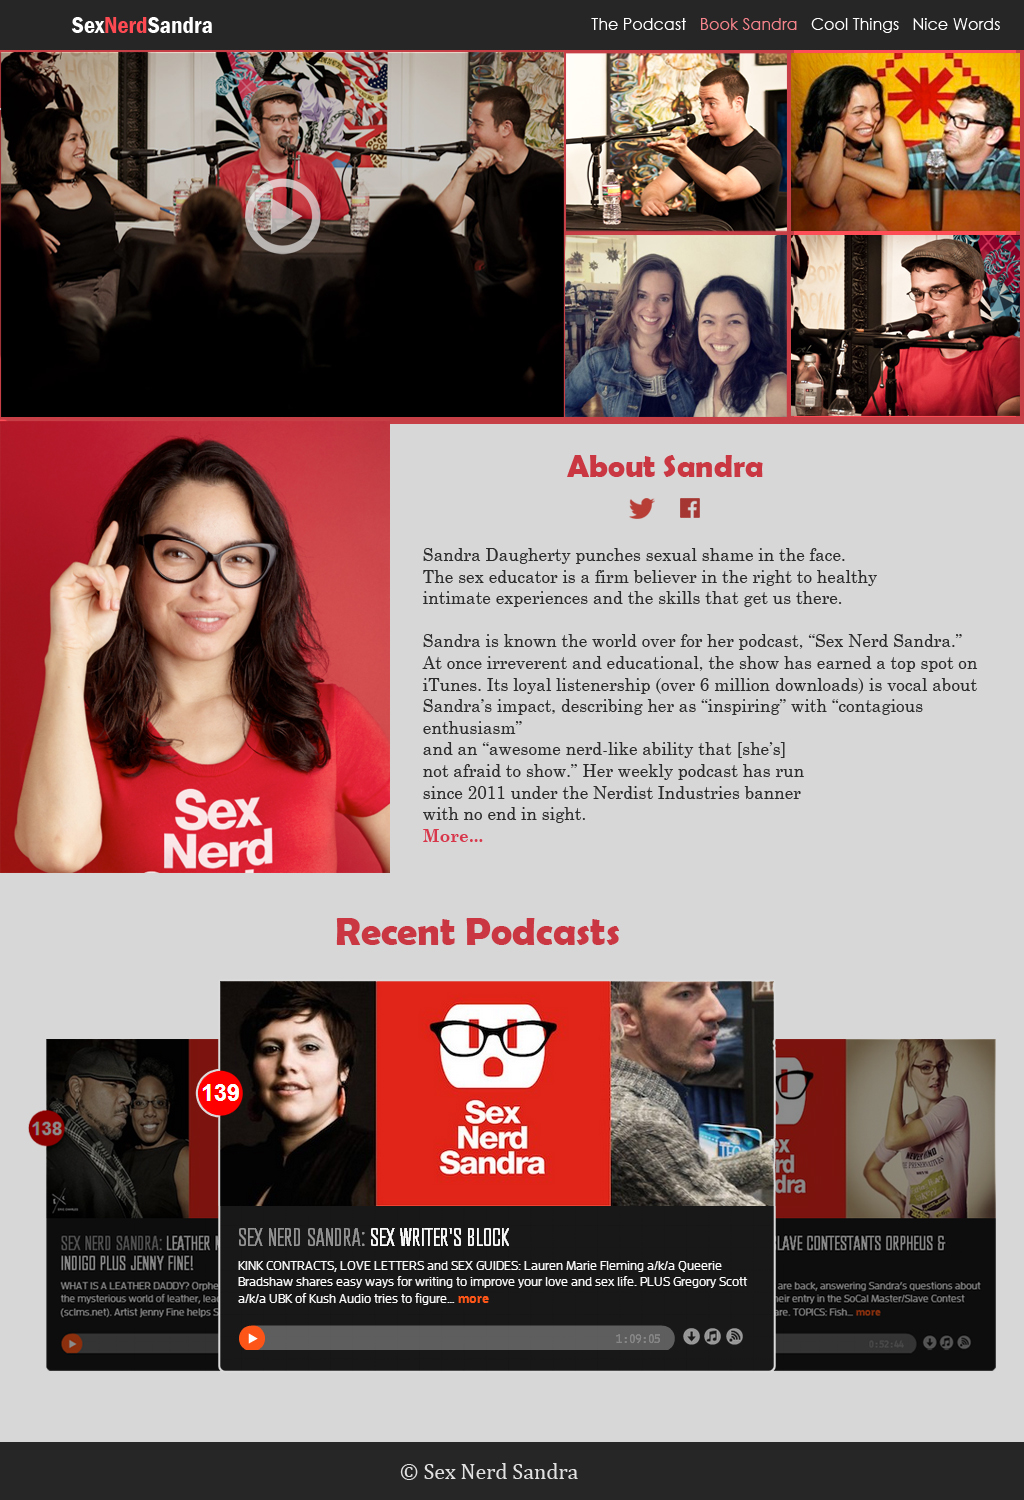 SexNerdSandra
The Podcast Book Sandra Cool Things Nice Words
About Sandra
Sandra Daugherty punches sexual shame in the face.
The sex educator is a firm believer in the right to healthy
intimate experiences and the skills that get us there.
Sandra is known the world over for her podcast, “Sex Nerd Sandra.”
At once irreverent and educational, the show has earned a top spot on
iTunes. Its loyal listenership (over 6 million downloads) is vocal about
Sandra’s impact, describing her as “inspiring” with “contagious
enthusiasm”
and an “awesome nerd-like ability that [she’s]
not afraid to show.” Her weekly podcast has run
since 2011 under the Nerdist Industries banner
with no end in sight.
More...
Sex
Nerd
Recent Podcasts
138
SEX NERD SANDRA: LEATHER
INDIGO PLUS JENNY FINE!
WHAT IS A LEATHER DADDY? Orphe
the mysterious world of leather, lead
(sclms.net). Artist Jenny Fine helps S
139
Sex
Nerd
Sandra
SEX NERD SANDRA: SEX WRITER'S BLOCK
KINK CONTRACTS, LOVE LETTERS and SEX GUIDES: Lauren Marie Fleming a/k/a Queerie
Bradshaw shares easy ways for writing to improve your love and sex life. PLUS Gregory Scott
a/k/a UBK of Kush Audio tries to figure... more
1:09:05
ex
rd
dra
LAVE CONTESTANTS ORPHEUS &
are back, answering Sandra's questions about
heir entry in the SoCal Master/Slave Contest
are. TOPICS: Fish... more
0:52:44
© Sex Nerd Sandra